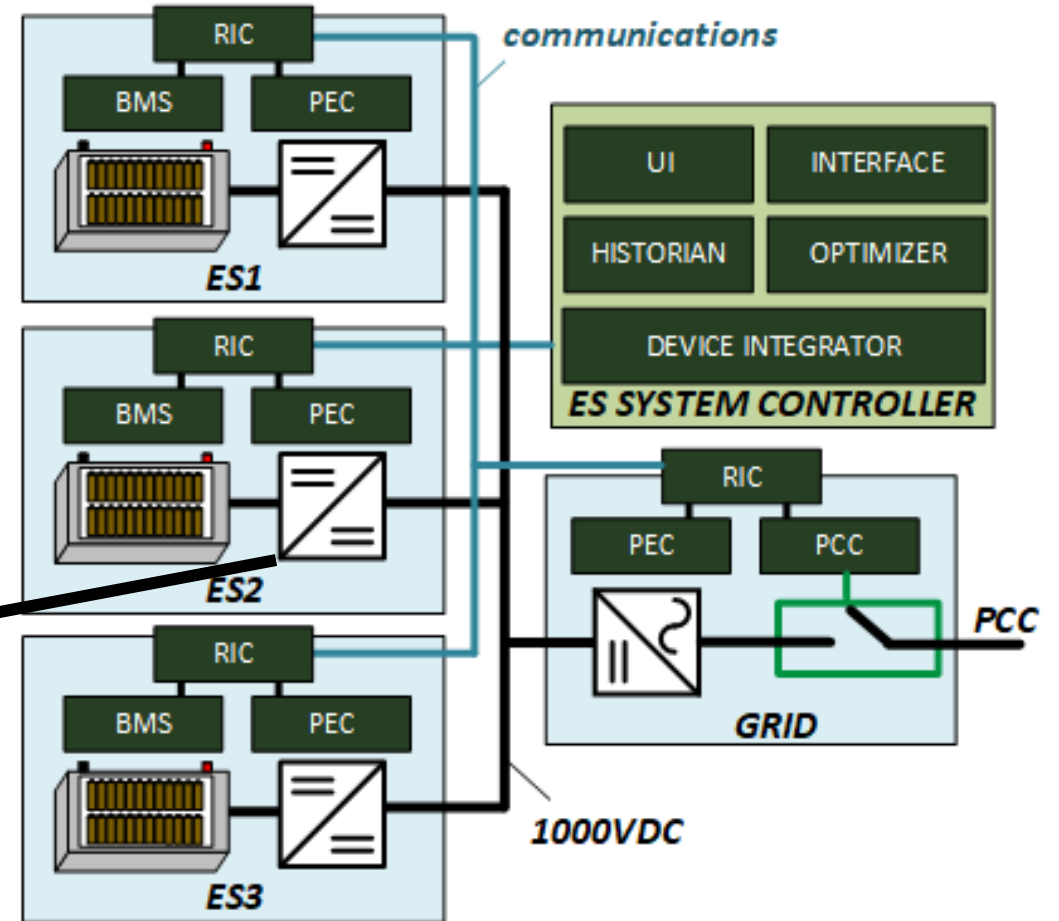 RIC
communications
BMS
PEC
ES1
UI
INTERFACE
HISTORIAN
OPTIMIZER
DEVICE INTEGRATOR
ES SYSTEM CONTROLLER
RIC
BMS
PEC
ES2
RIC
PEC
PCC
PCC
GRID
RIC
BMS
PEC
ES3
1000VDC